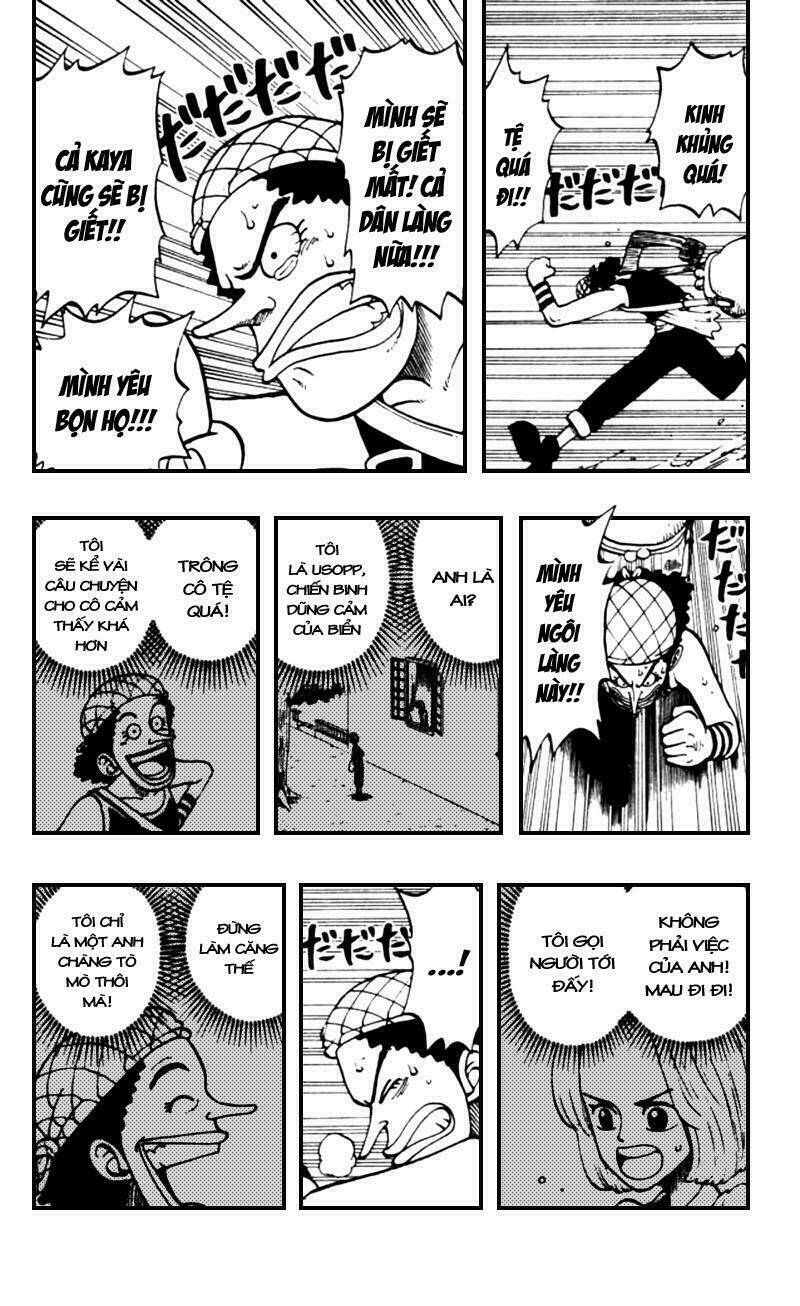 KINH
KHỦNG
QUÁ!
TỆ
QUÁ
ĐI!!
だだだ
MÌNH SẼ
BỊ GIẾT
MẤT! CẢ
DÂN LÀNG
NỮA!!!
だだだだ
CẢ KAYA
CŨNG SẼ BỊ
GIẾT!!
MÌNH YÊU
BỌN HỌ!!!
だだだだ
MÌNH
YÊU
NGÔI
LÀNG
NÀY!!
ANH LÀ
AI?
TÔI
LÀ USOPP,
CHIẾN BINH
DŨNG CẢM
CỦA BIỂN
TRÔNG
CÔ TỆ
QUÁ!
TÔI
SẼ KỂ VÀI
CÂU CHUYỆN
CHO CÔ CẢM
THẤY KHÁ
HƠN
KHÔNG
PHẢI VIỆC
CỦA ANH!
MAU ĐI ĐI!
TÔI GỌI
NGƯỜI TỚI
ĐẤY!
....!
だだだ
ĐỪNG
LÀM CĂNG
THẾ
TÔI CHỈ
LÀ MỘT ANH
CHÀNG TÒ
MÒ THÔI
MÀ!